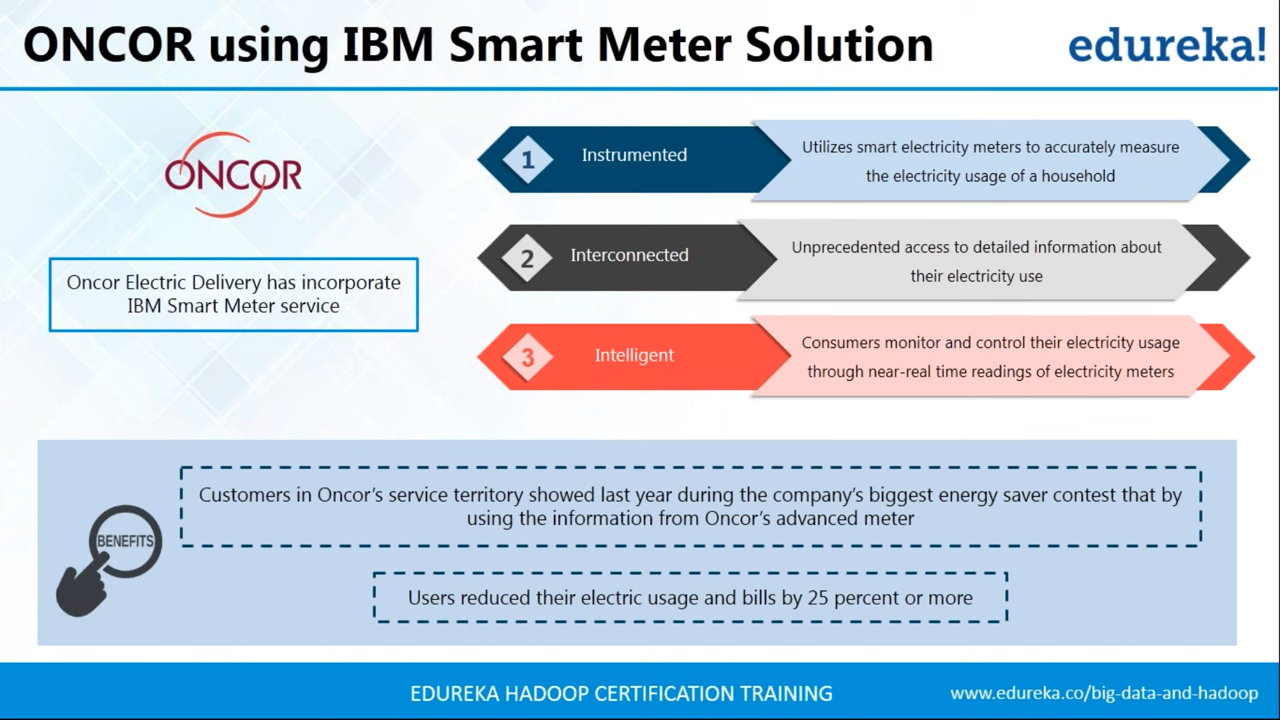 ONCOR using IBM Smart Meter Solution
edureka!
ONCOR
Oncor Electric Delivery has incorporate
IBM Smart Meter service
1
Instrumented
Utilizes smart electricity meters to accurately measure
the electricity usage of a household
2
Interconnected
Unprecedented access to detailed information about
their electricity use
3
Intelligent
Consumers monitor and control their electricity usage
through near-real time readings of electricity meters
BENEFITS
Customers in Oncor’s service territory showed last year during the company’s biggest energy saver contest that by
using the information from Oncor’s advanced meter
Users reduced their electric usage and bills by 25 percent or more
EDUREKA HADOOP CERTIFICATION TRAINING
www.edureka.co/big-data-and-hadoop